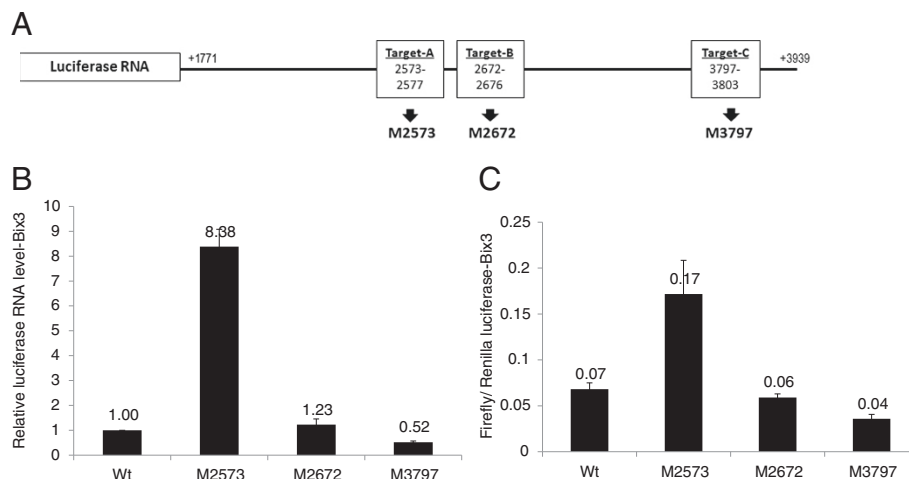 A
Luciferase RNA
+1771
Target-A
2573-
2577
Target-B
2672-
2676
Target-C
3797-
3803
+3939
M2573
M2672
M3797
B
Relative luciferase RNA level-Bix3
10
9
8
7
6
5
4
3
2
1
0
1.00
8.38
1.23
0.52
Wt
M2573
M2672
M3797
C
Firefly/ Renilla luciferase-Bix3
0.25
0.2
0.15
0.1
0.05
0
0.07
0.17
0.06
0.04
Wt
M2573
M2672
M3797